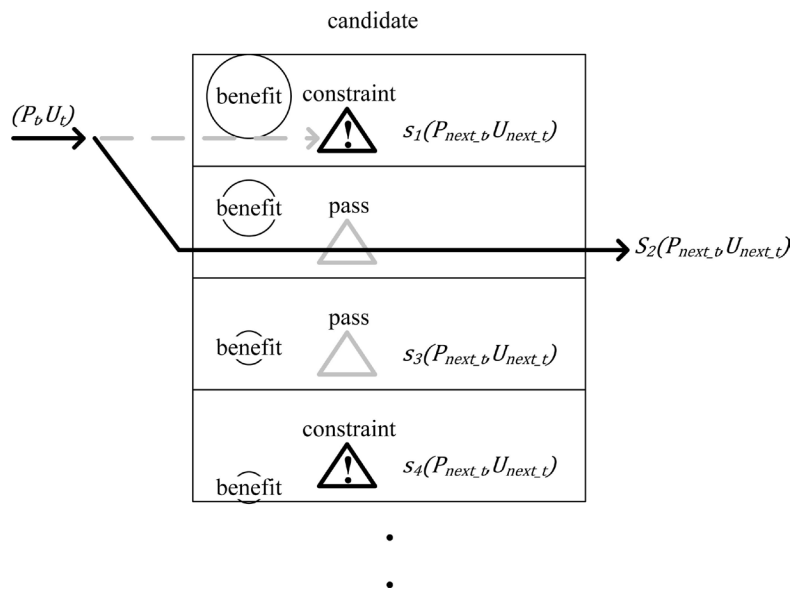 candidate
benefit
constraint
(P_t,U_t)
!
s_1(P_next_t,U_next_t)
benefit
pass
S_2(P_next_t,U_next_t)
pass
benefit
s_3(P_next_t,U_next_t)
constraint
!
s_4(P_next_t,U_next_t)
benefit